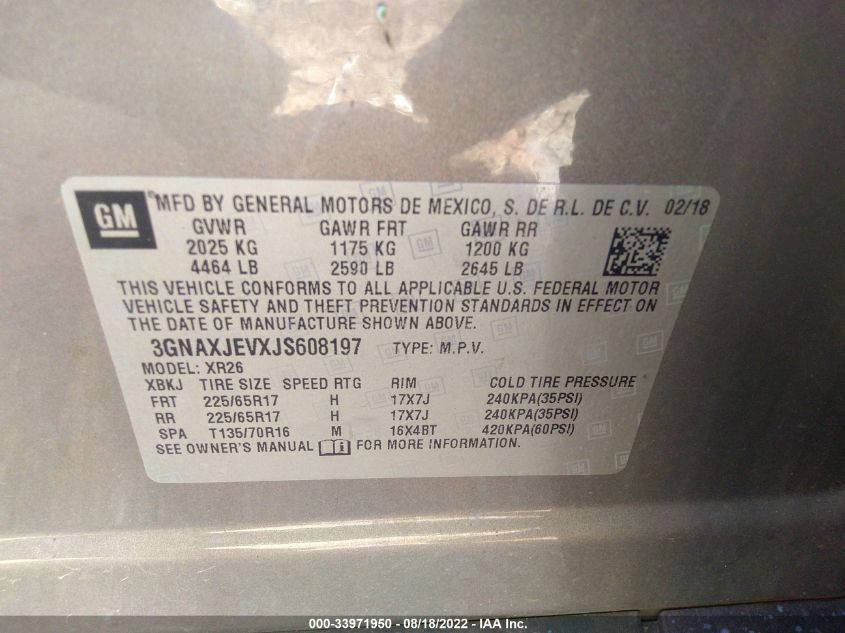 GM
®MFD BY GENERAL MOTORS DE MEXICO, S. DE R.L. DE C.V. 02/18
GVWR GAWR FRT GAWR RR
2025 KG 1175 KG 1200 KG
4464 LB 2590 LB 2645 LB
THIS VEHICLE CONFORMS TO ALL APPLICABLE U.S. FEDERAL MOTOR
VEHICLE SAFETY AND THEFT PREVENTION STANDARDS IN EFFECT ON
THE DATE OF MANUFACTURE SHOWN ABOVE.
3GNAXJEVXJS608197 TYPE: M.P.V.
MODEL: XR26
XBKJ TIRE SIZE SPEED RTG RIM COLD TIRE PRESSURE
FRT 225/65R17 H 17X7J 240KPA(35PSI)
RR 225/65R17 H 17X7J 240KPA(35PSI)
SPA T135/70R16 M 16X4BT 420KPA(60PSI)
SEE OWNER'S MANUAL FOR MORE INFORMATION.
000-33971950 - 08/18/2022 - IAA Inc.